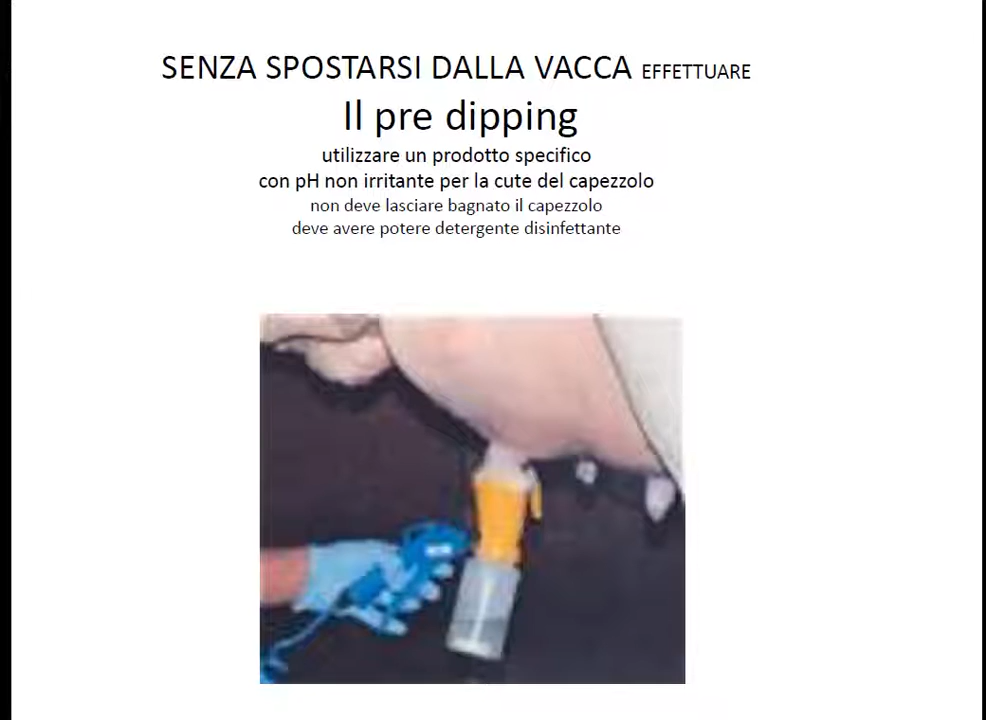 SENZA SPOSTARSI DALLA VACCA EFFETTUARE
Il pre dipping
utilizzare un prodotto specifico
con pH non irritante per la cute del capezzolo
non deve lasciare bagnato il capezzolo
deve avere potere detergente disinfettante